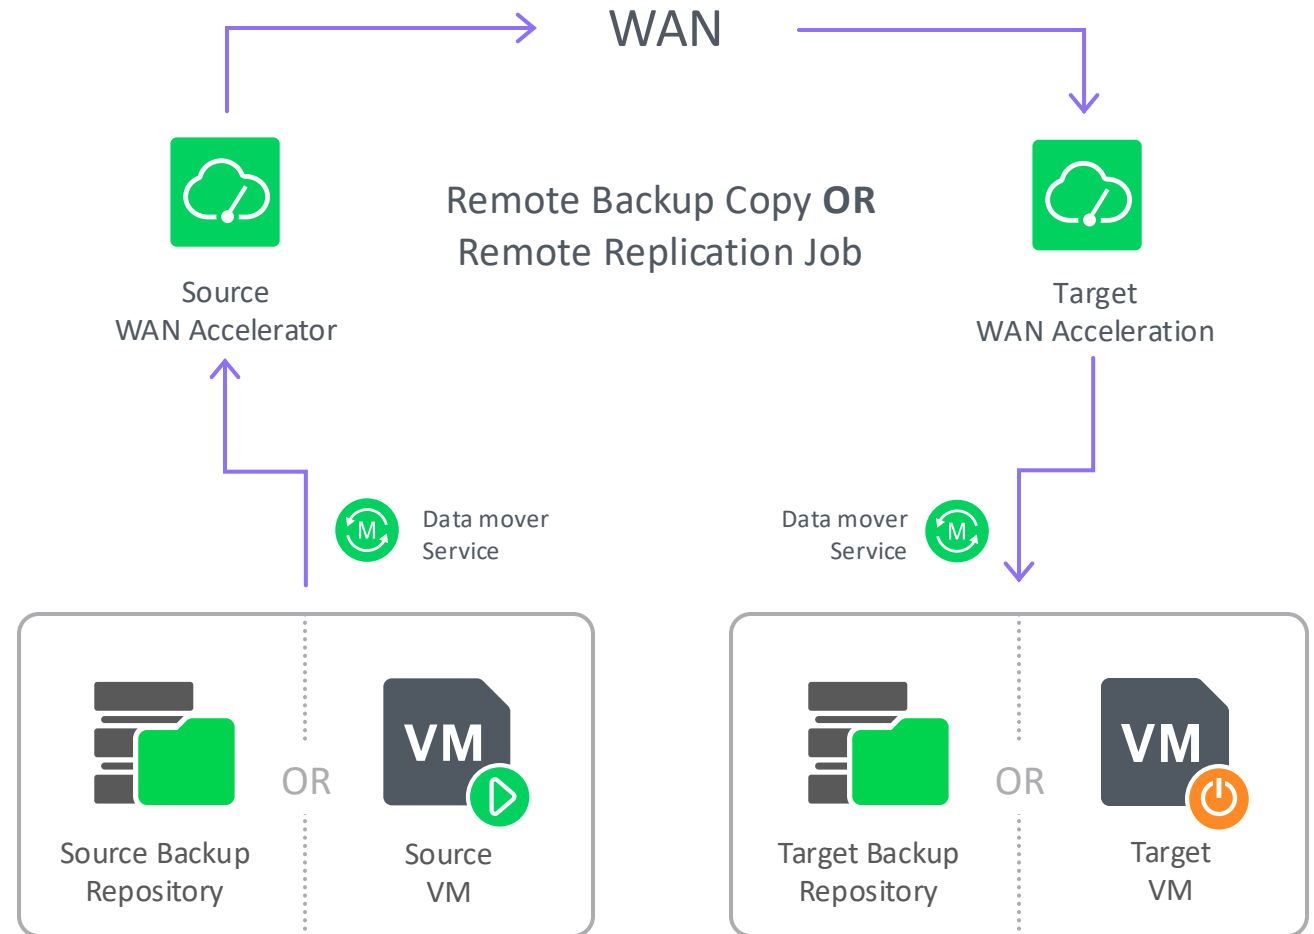 WAN
Remote Backup Copy OR
Remote Replication Job
Source
WAN Accelerator
Target
WAN Acceleration
M
Data mover
Service
Data mover
Service
M
VM
OR
Source Backup
Repository
Source
VM
VM
OR
Target Backup
Repository
Target
VM